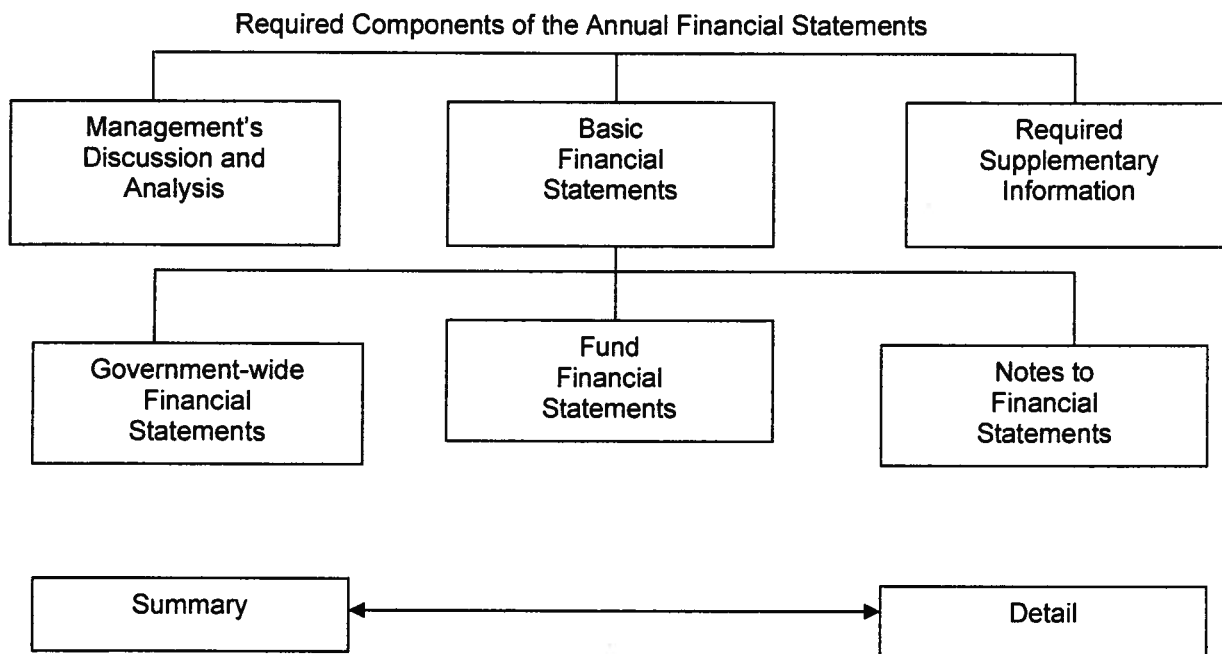 Required Components of the Annual Financial Statements
Management's
Discussion and
Analysis
Basic
Financial
Statements
Required
Supplementary
Information
Government-wide
Financial
Statements
Fund
Financial
Statements
Notes to
Financial
Statements
Summary
Detail